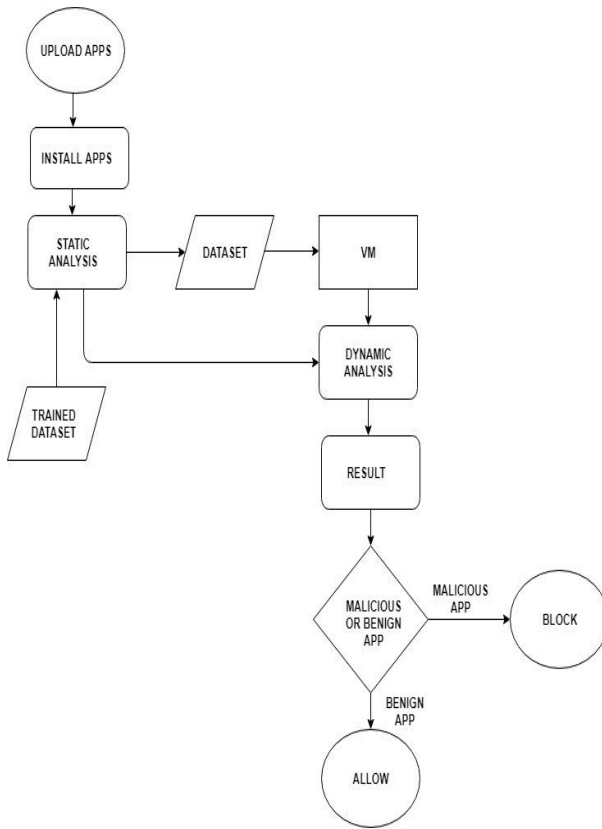 UPLOAD APPS
INSTALL APPS
STATIC
ANALYSIS
DATASET
VM
DYNAMIC
ANALYSIS
TRAINED
DATASET
RESULT
MALICIOUS
OR BENIGN
APP
MALICIOUS
APP
BLOCK
BENIGN
APP
ALLOW